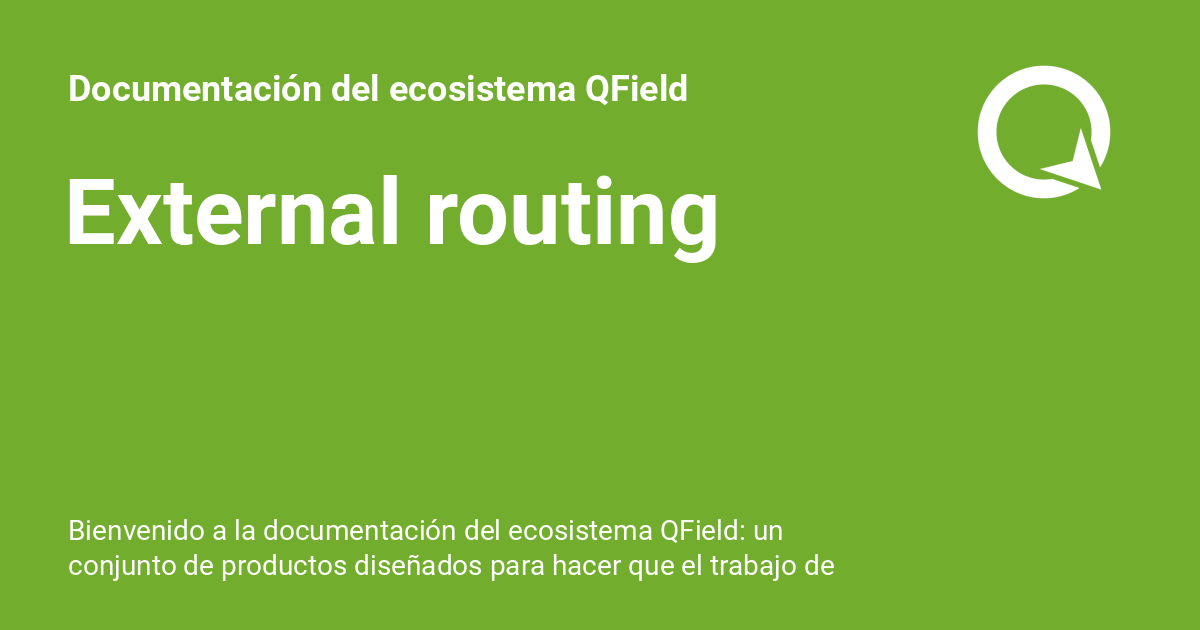 Documentación del ecosistema QField
External routing
Bienvenido a la documentación del ecosistema QField: un
conjunto de productos diseñados para hacer que el trabajo de